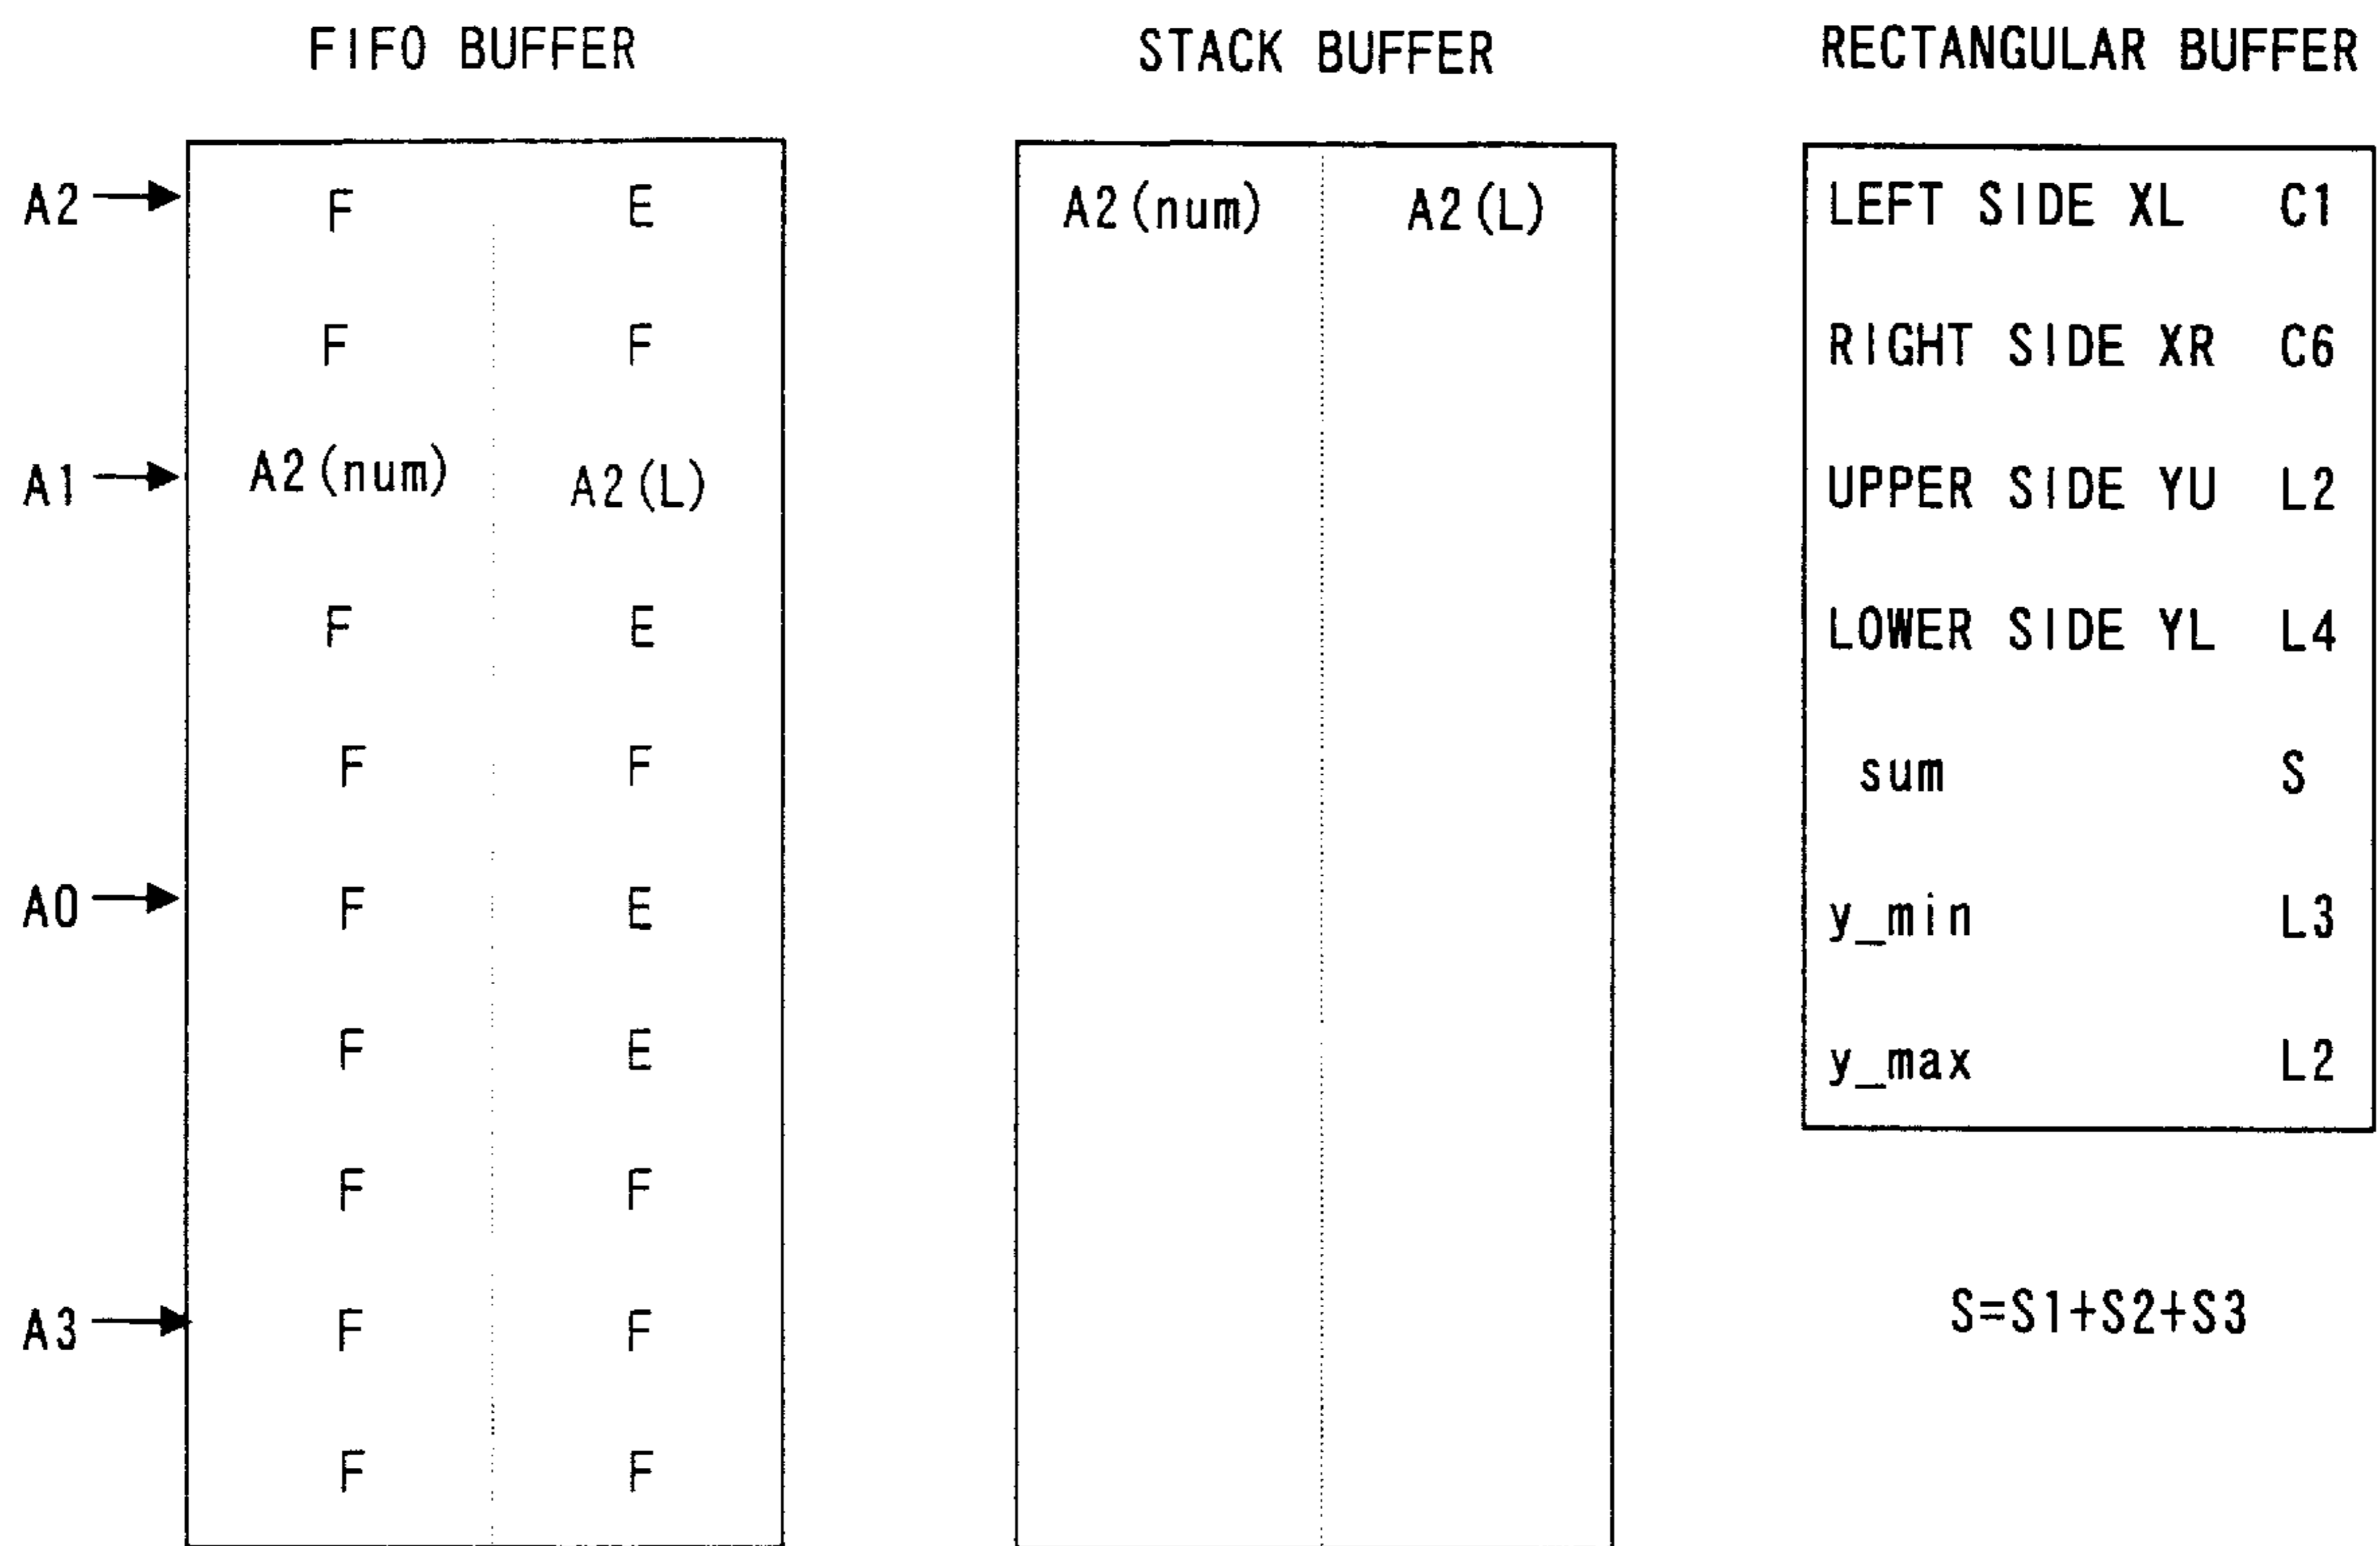 FIFO BUFFER STACK BUFFER RECTANGULAR BUFFER
A2 F E A2(num) A2(L) LEFT SIDE XL C1
F F RIGHT SIDE XR C6
A1 A2(num) A2(L) UPPER SIDE YU L2
F E LOWER SIDE YL L4
F F sum S
A0 F E y_min L3
F E y_max L2
F F
A3 F F S=S1+S2+S3
F F